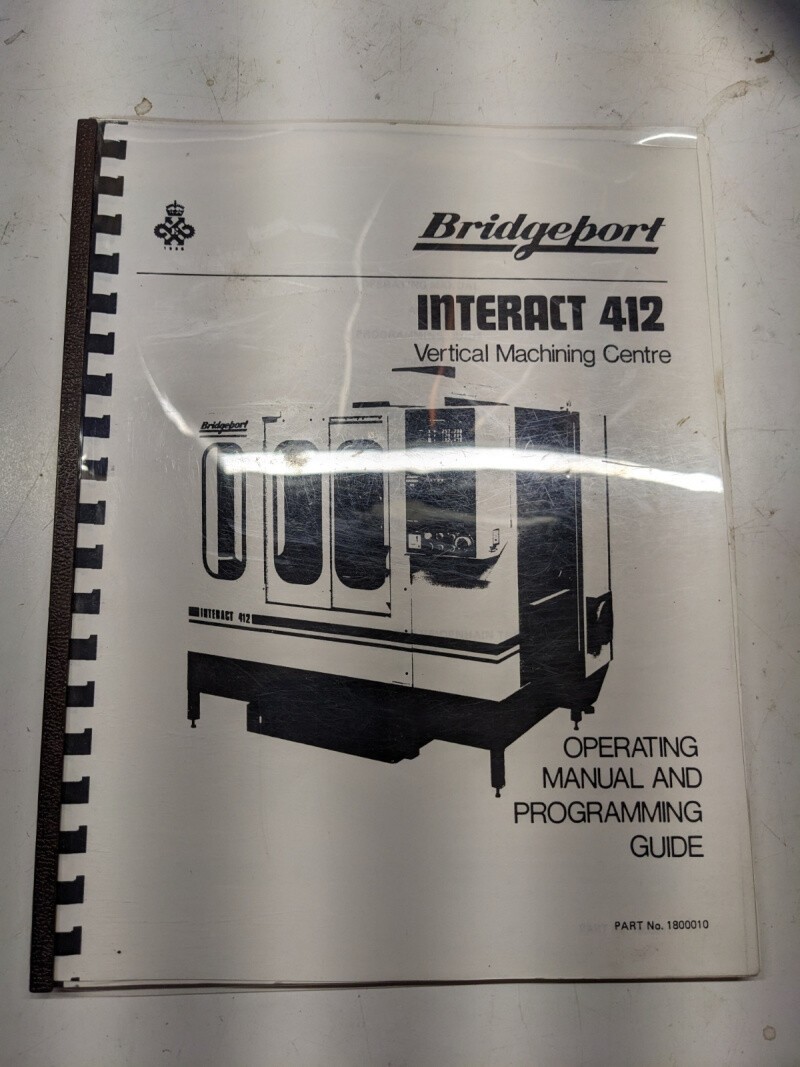 Bridgeport
INTERACT 412
Vertical Machining Centre
Bridgeport
INTERACT 412
OPERATING
MANUAL AND
PROGRAMMING
GUIDE
PART No. 1800010